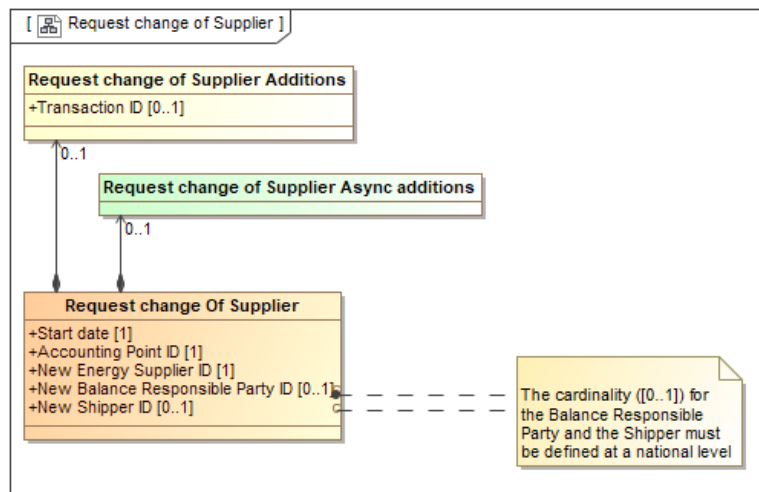 [ Request change of Supplier ]
Request change of Supplier Additions
+Transaction ID [0..1]
0..1
Request change of Supplier Async additions
0..1
Request change Of Supplier
+Start date [1]
+Accounting Point ID [1]
+New Energy Supplier ID [1]
+New Balance Responsible Party ID [0..1]
+New Shipper ID [0..1]
The cardinality ([0..1]) for
the Balance Responsible
Party and the Shipper must
be defined at a national level